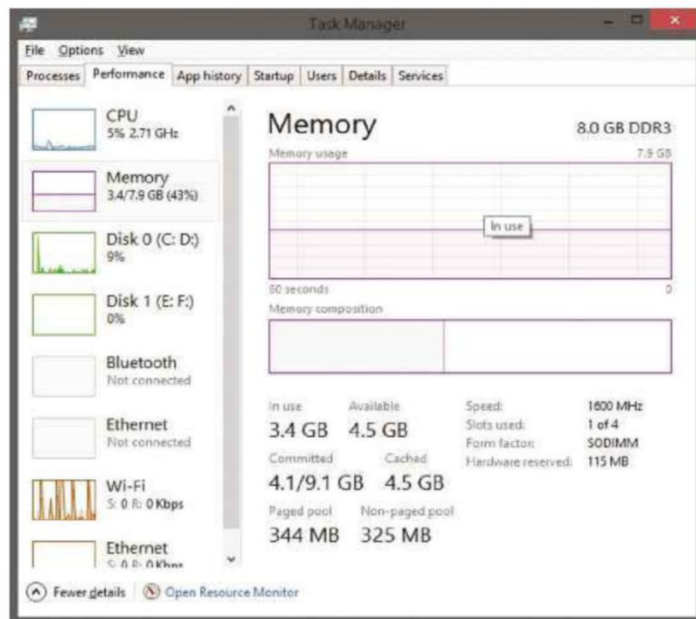 Task Manager
File Options View
Processes Performance App history Startup Users Details Services
CPU
5% 2.71 GHz
Memory
3.4/7.9 GB (43%)
Disk 0 (C: D:)
9%
Disk 1 (E: F:)
0%
Bluetooth
Not connected
Ethernet
Not connected
Wi-Fi
S: 0 R: 0 Kbps
Ethernet
S: 0 R: 0 Kbps
Memory 8.0 GB DDR3
Memory usage 7.9 GB
In use
60 seconds 0
Memory composition
In use Available
3.4 GB 4.5 GB
Committed Cached
4.1/9.1 GB 4.5 GB
Paged pool Non-paged pool
344 MB 325 MB
Speed: 1600 MHz
Slots used: 1 of 4
Form factor: SODIMM
Hardware reserved: 115 MB
Fewer details Open Resource Monitor